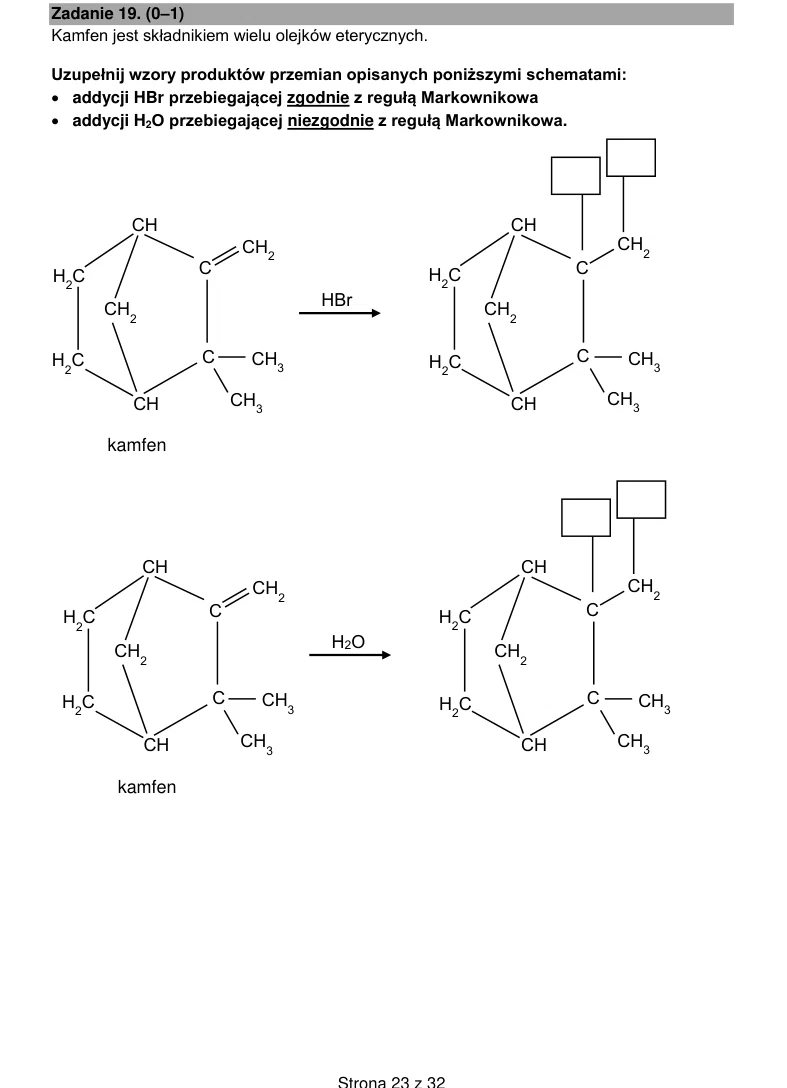 Zadanie 19. (0–1)
Kamfen jest składnikiem wielu olejków eterycznych.
Uzupełnij wzory produktów przemian opisanych poniższymi schematami:
• addycji HBr przebiegającej zgodnie z regułą Markownikowa
• addycji H₂O przebiegającej niezgodnie z regułą Markownikowa.
CH CH₂ C H₂C CH₂ H₂C C CH₃ CH₃ CH
HBr
CH CH₂ C H₂C CH₂ H₂C C CH₃ CH₃ CH
kamfen
CH CH₂ C H₂C CH₂ H₂C C CH₃ CH₃ CH
H₂O
CH CH₂ C H₂C CH₂ H₂C C CH₃ CH₃ CH
kamfen
Strona 23 z 32